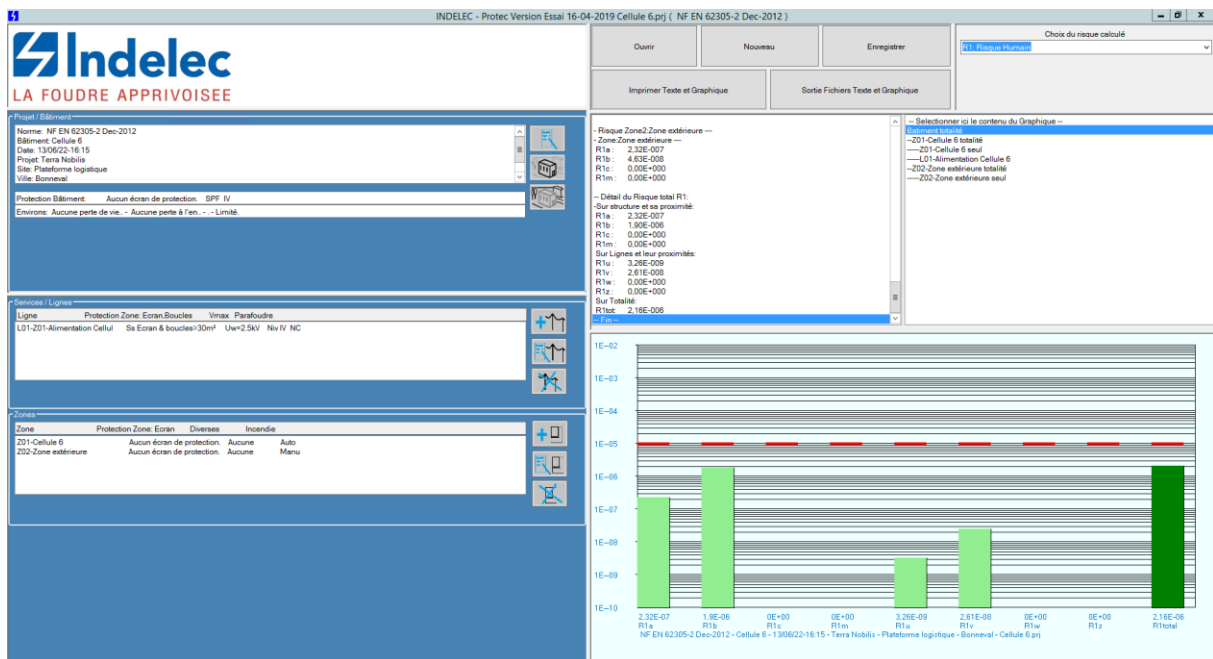 INDELEC - Protec Version Essai 16-04-2019 Cellule 6.prj ( NF EN 62305-2 Dec-2012 )
Indelec
LA FOUDRE APPRIVOISEE
Ouvrir
Nouveau
Enregistrer
Choix du risque calculé
R1: Risque Humain
Imprimer Texte et Graphique
Sortie Fichiers Texte et Graphique
Projet / Bâtiment
Norme: NF EN 62305-2 Dec-2012
Bâtiment: Cellule 6
Date: 13/06/22-16:15
Projet: Terra Nobilis
Site: Plateforme logistique
Ville: Bonneval
Protection Bâtiment: Aucun écran de protection. SPF IV
Environs: Aucune perte de vie.. - Aucune perte à l'en.. - . - Limité.
Services / Lignes
Ligne Protection Zone: Ecran,Boucles Vmax Parafoudre
L01-Z01-Alimentation Cellul Sa Ecran & boucles>30m² Uw=2.5kV Niv IV NC
Zones
Zone Protection Zone: Ecran Diverses Incendie
Z01-Cellule 6 Aucun écran de protection. Aucune Auto
Z02-Zone extérieure Aucun écran de protection. Aucune Manu
- Risque Zone2:Zone extérieure ---
- Zone:Zone extérieure ---
R1a : 2,32E-007
R1b : 4,63E-008
R1c : 0,00E+000
R1m : 0,00E+000
-- Détail du Risque total R1:
-Sur structure et sa proximité:
R1a : 2,32E-007
R1b : 1,90E-006
R1c : 0,00E+000
R1m : 0,00E+000
Sur Lignes et leur proximités:
R1u : 3,26E-009
R1v : 2,61E-008
R1w : 0,00E+000
R1z : 0,00E+000
Sur Totalité:
R1tot: 2,16E-006
-- Fin --
-- Selectionner ici le contenu du Graphique --
Batiment totalité
--Z01-Cellule 6 totalité
----Z01-Cellule 6 seul
----L01-Alimentation Cellule 6
--Z02-Zone extérieure totalité
----Z02-Zone extérieure seul
1E-02
1E-03
1E-04
1E-05
1E-06
1E-07
1E-08
1E-09
1E-10
2,32E-07 1,9E-06 0E+00 0E+00 3,26E-09 2,61E-08 0E+00 0E+00 2,16E-06
R1a R1b R1c R1m R1u R1v R1w R1z R1total
NF EN 62305-2 Dec-2012 - Cellule 6 - 13/06/22-16:15 - Terra Nobilis - Plateforme logistique - Bonneval - Cellule 6.prj